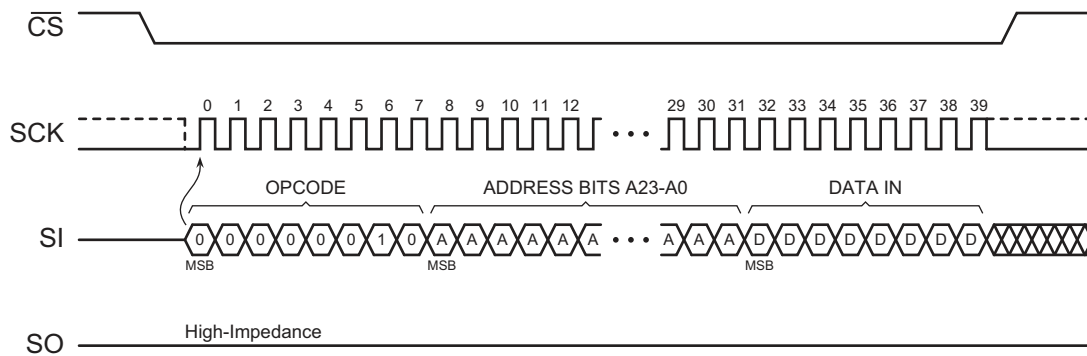 CS
0 1 2 3 4 5 6 7 8 9 10 11 12 29 30 31 32 33 34 35 36 37 38 39
SCK
OPCODE ADDRESS BITS A23-A0 DATA IN
SI 0 0 0 0 0 0 1 0 A A A A A A A A A D D D D D D D D
MSB MSB MSB
High-Impedance
SO